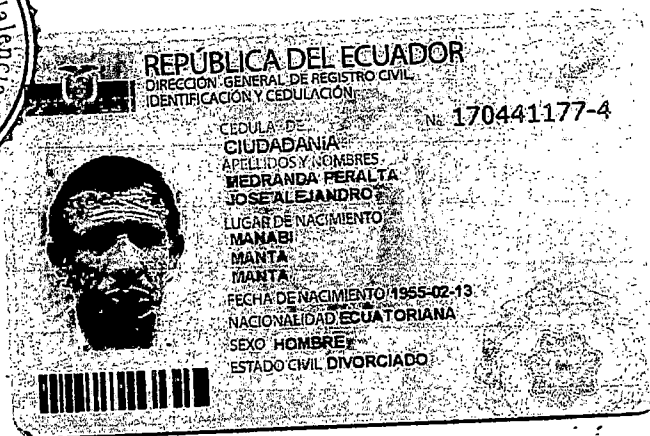 REPÚBLICA DEL ECUADOR
DIRECCIÓN GENERAL DE REGISTRO CIVIL,
IDENTIFICACIÓN Y CEDULACIÓN
CEDULA DE
CIUDADANIA
No. 170441177-4
APELLIDOS Y NOMBRES
MEDRANDA PERALTA
JOSE ALEJANDRO
LUGAR DE NACIMIENTO
MANABI
MANTA
MANTA
FECHA DE NACIMIENTO 1955-02-13
NACIONALIDAD ECUATORIANA
SEXO HOMBRE
ESTADO CIVIL DIVORCIADO